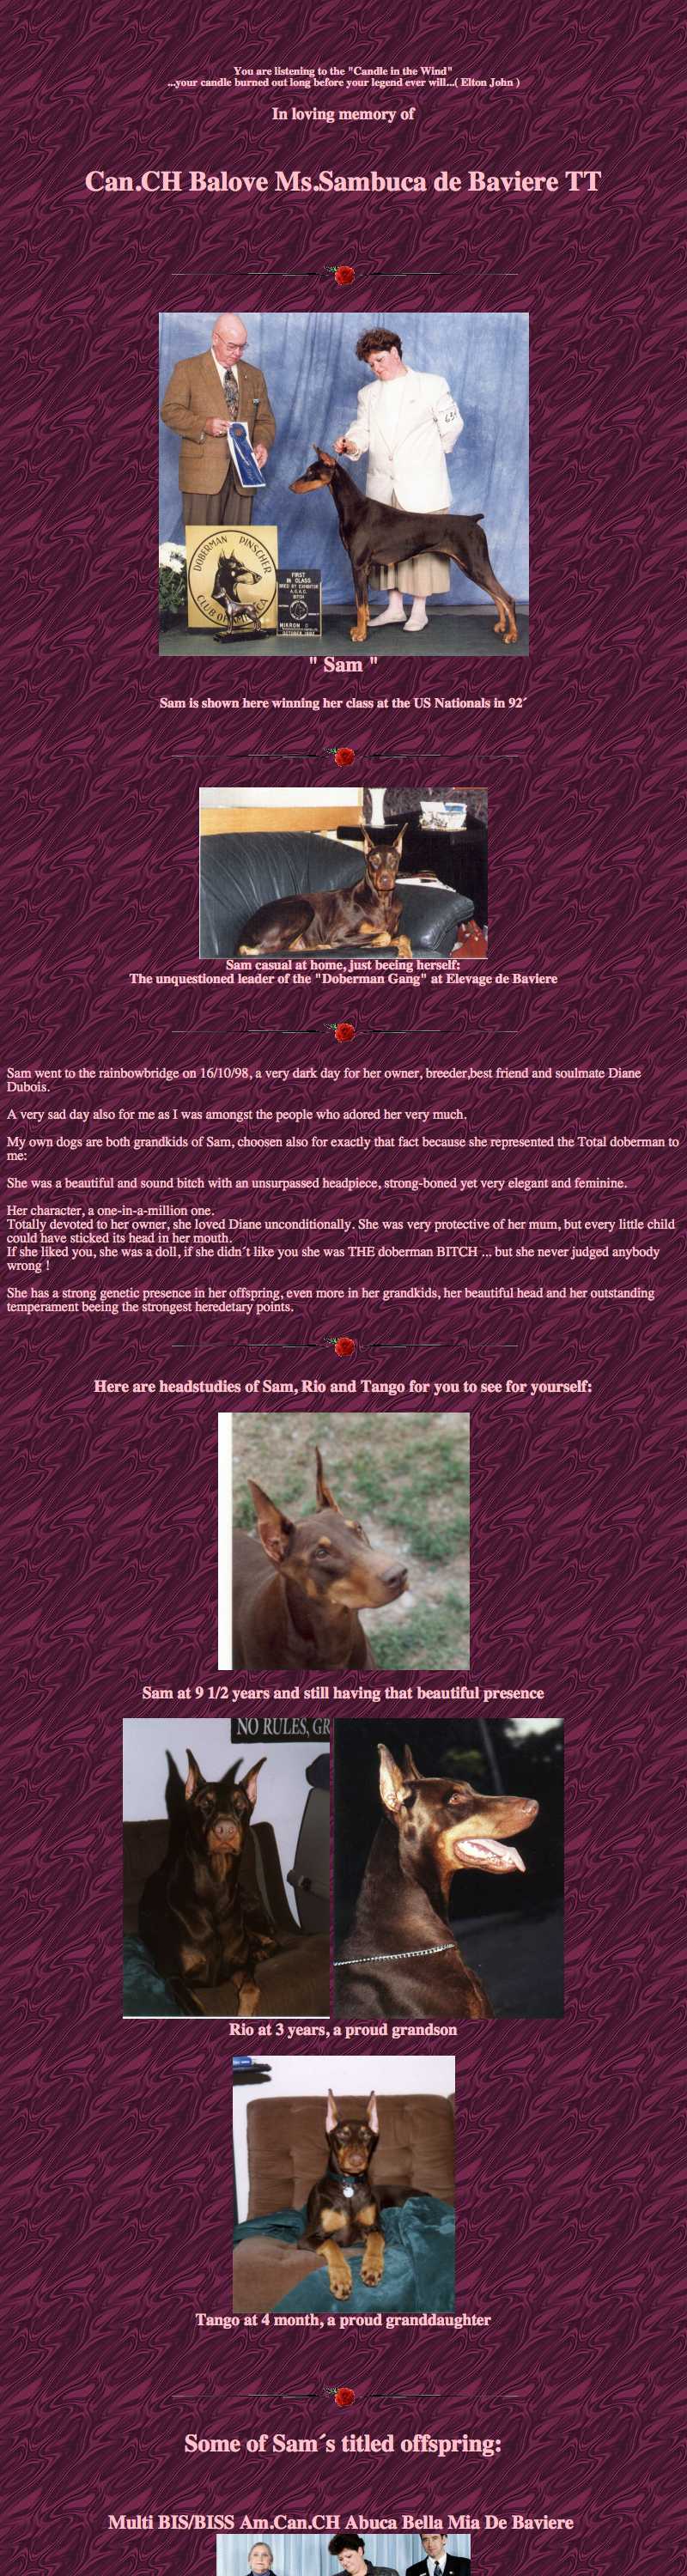 You are listening to the "Candle in the Wind"
...your candle burned out long before your legend ever will...( Elton John )
In loving memory of
Can.CH Balove Ms.Sambuca de Baviere TT
DOBERMAN PINSCHER
CLUB OF AMERICA
FIRST
IN CLASS
BRED BY EXHIBITOR
OCTOBER, 1992
" Sam "
Sam is shown here winning her class at the US Nationals in 92´
Sam casual at home, just beeing herself:
The unquestioned leader of the "Doberman Gang" at Elevage de Baviere
Sam went to the rainbowbridge on 16/10/98, a very dark day for her owner, breeder,best friend and soulmate Diane
Dubois.
A very sad day also for me as I was amongst the people who adored her very much.
My own dogs are both grandkids of Sam, choosen also for exactly that fact because she represented the Total doberman to
me:
She was a beautiful and sound bitch with an unsurpassed headpiece, strong-boned yet very elegant and feminine.
Her character, a one-in-a-million one.
Totally devoted to her owner, she loved Diane unconditionally. She was very protective of her mum, but every little child
could have sticked its head in her mouth.
If she liked you, she was a doll, if she didn´t like you she was THE doberman BITCH ... but she never judged anybody
wrong !
She has a strong genetic presence in her offspring, even more in her grandkids, her beautiful head and her outstanding
temperament beeing the strongest heredetary points.
Here are headstudies of Sam, Rio and Tango for you to see for yourself:
Sam at 9 1/2 years and still having that beautiful presence
NO RULES, GR
Rio at 3 years, a proud grandson
Tango at 4 month, a proud granddaughter
Some of Sam´s titled offspring:
Multi BIS/BISS Am.Can.CH Abuca Bella Mia De Baviere